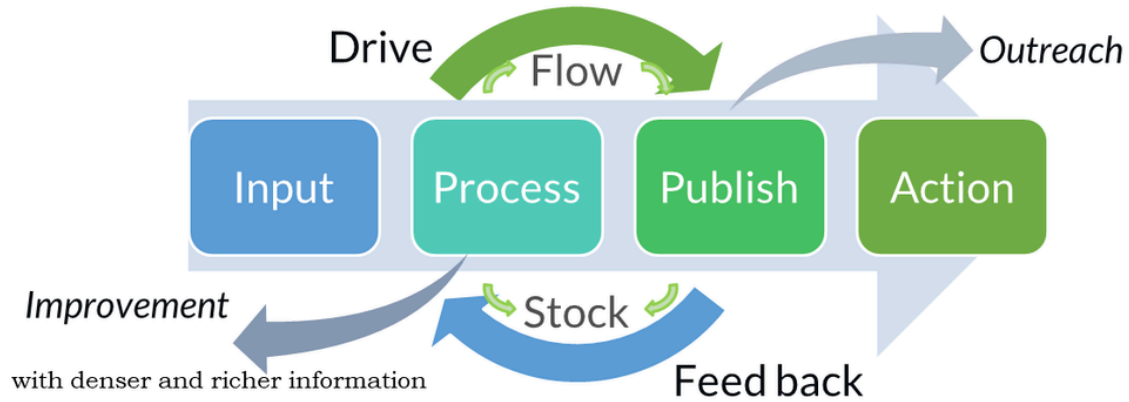 Drive
Flow
Outreach
Input
Process
Publish
Action
Improvement
Stock
with denser and richer information
Feed back